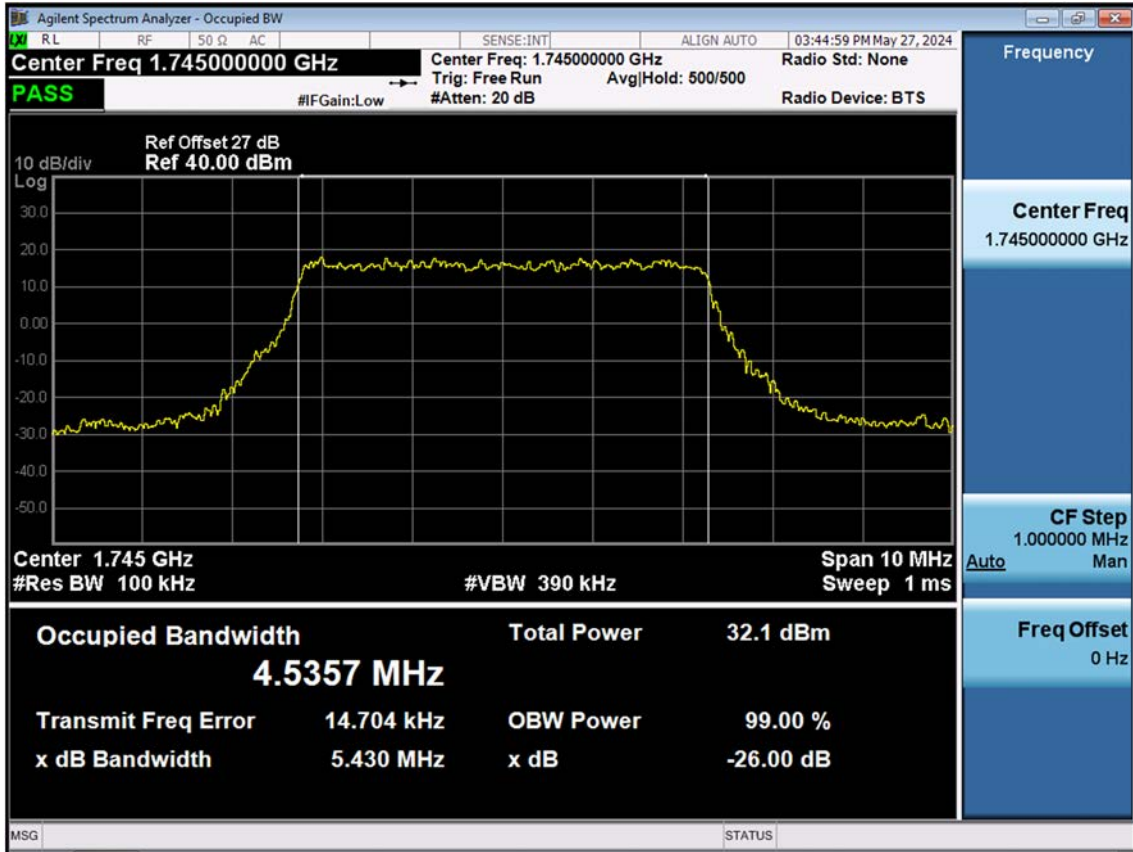 Agilent Spectrum Analyzer - Occupied BW
LXI RL RF 50 Ω AC SENSE:INT ALIGN AUTO 03:44:59 PM May 27, 2024
Center Freq 1.745000000 GHz
Center Freq: 1.745000000 GHz Radio Std: None
Trig: Free Run Avg|Hold: 500/500
PASS
#IFGain:Low #Atten: 20 dB Radio Device: BTS
Ref Offset 27 dB
10 dB/div Ref 40.00 dBm
Log
30.0
20.0
10.0
0.00
-10.0
-20.0
-30.0
-40.0
-50.0
Center 1.745 GHz Span 10 MHz
#Res BW 100 kHz #VBW 390 kHz Sweep 1 ms
Occupied Bandwidth Total Power 32.1 dBm
4.5357 MHz
Transmit Freq Error 14.704 kHz OBW Power 99.00 %
x dB Bandwidth 5.430 MHz x dB -26.00 dB
MSG STATUS
Frequency
Center Freq
1.745000000 GHz
CF Step
1.000000 MHz
Auto Man
Freq Offset
0 Hz